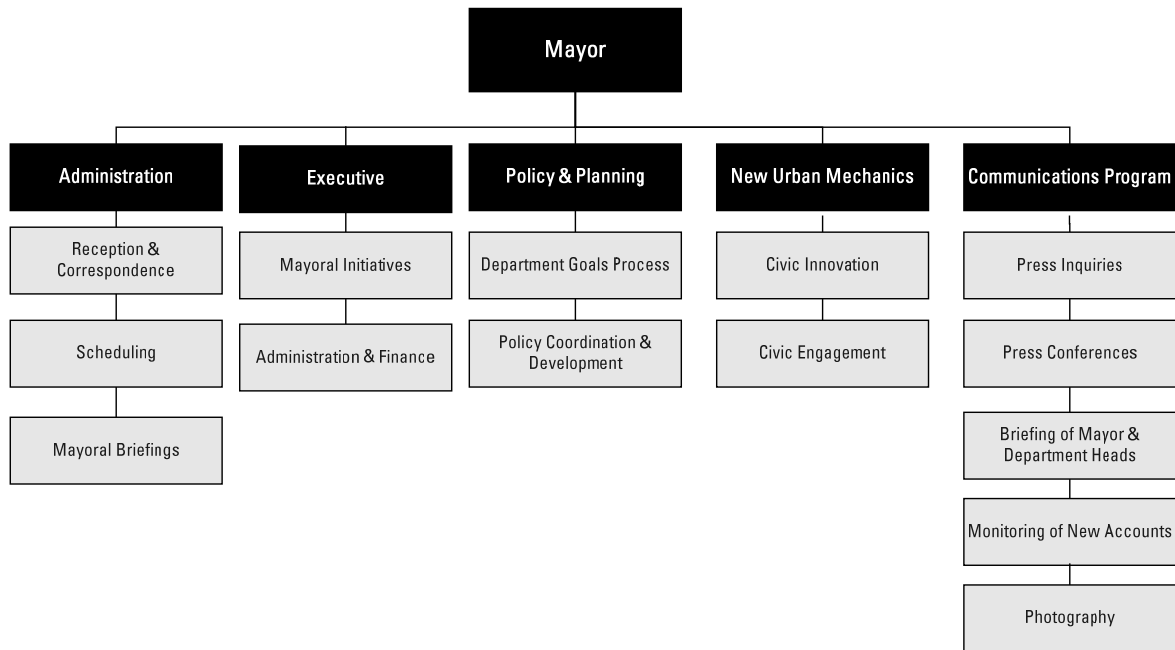 Mayor
Administration
Executive
Policy & Planning
New Urban Mechanics
Communications Program
Reception &
Correspondence
Scheduling
Mayoral Briefings
Mayoral Initiatives
Administration & Finance
Department Goals Process
Policy Coordination &
Development
Civic Innovation
Civic Engagement
Press Inquiries
Press Conferences
Briefing of Mayor &
Department Heads
Monitoring of New Accounts
Photography